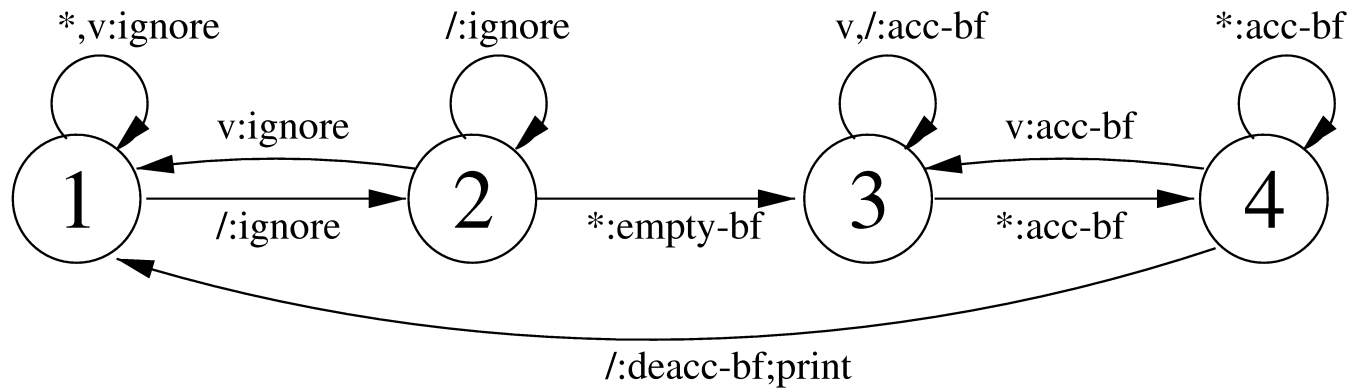 *,v:ignore
/:ignore
v,/:acc-bf
*:acc-bf
v:ignore
v:acc-bf
1
2
3
4
/:ignore
*:empty-bf
*:acc-bf
/:deacc-bf;print